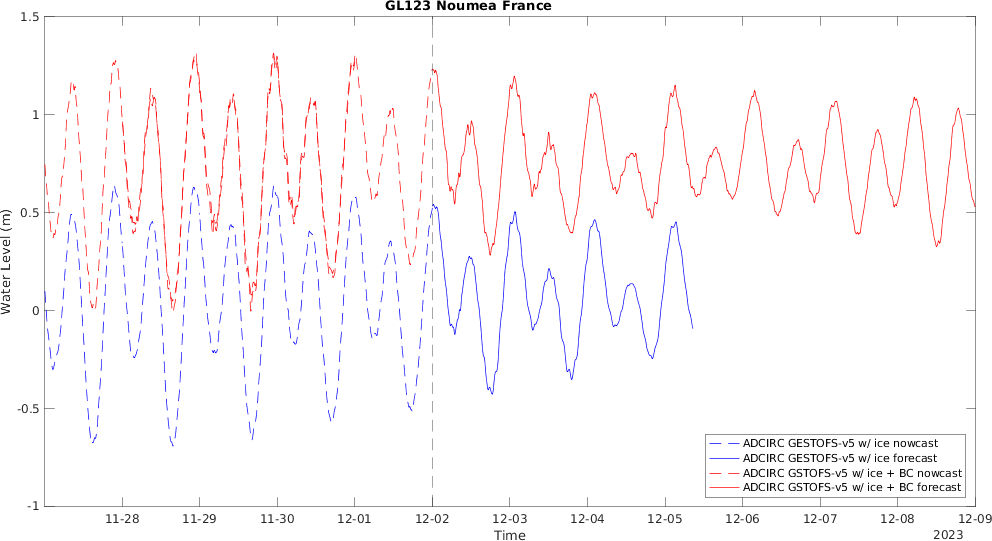 GL123 Noumea France
1.5
1
0.5
0
-0.5
-1
Water Level (m)
11-28 11-29 11-30 12-01 12-02 12-03 12-04 12-05 12-06 12-07 12-08 12-09
Time
2023
ADCIRC GESTOFS-v5 w/ ice nowcast
ADCIRC GESTOFS-v5 w/ ice forecast
ADCIRC GSTOFS-v5 w/ ice + BC nowcast
ADCIRC GSTOFS-v5 w/ ice + BC forecast